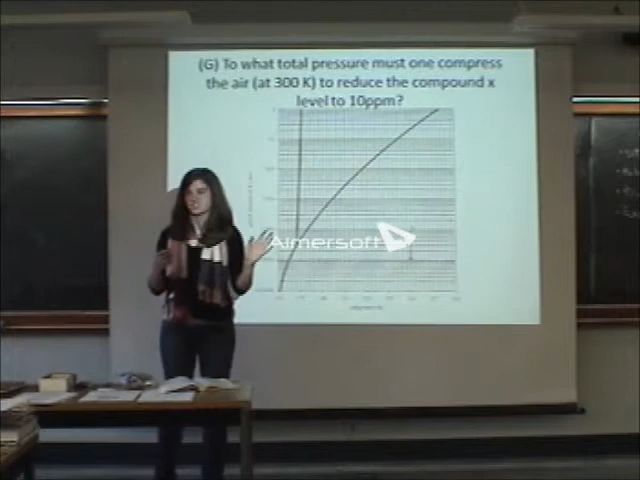 (G) To what total pressure must one compress
the air (at 300 K) to reduce the compound x
level to 10ppm?
Aimersoft